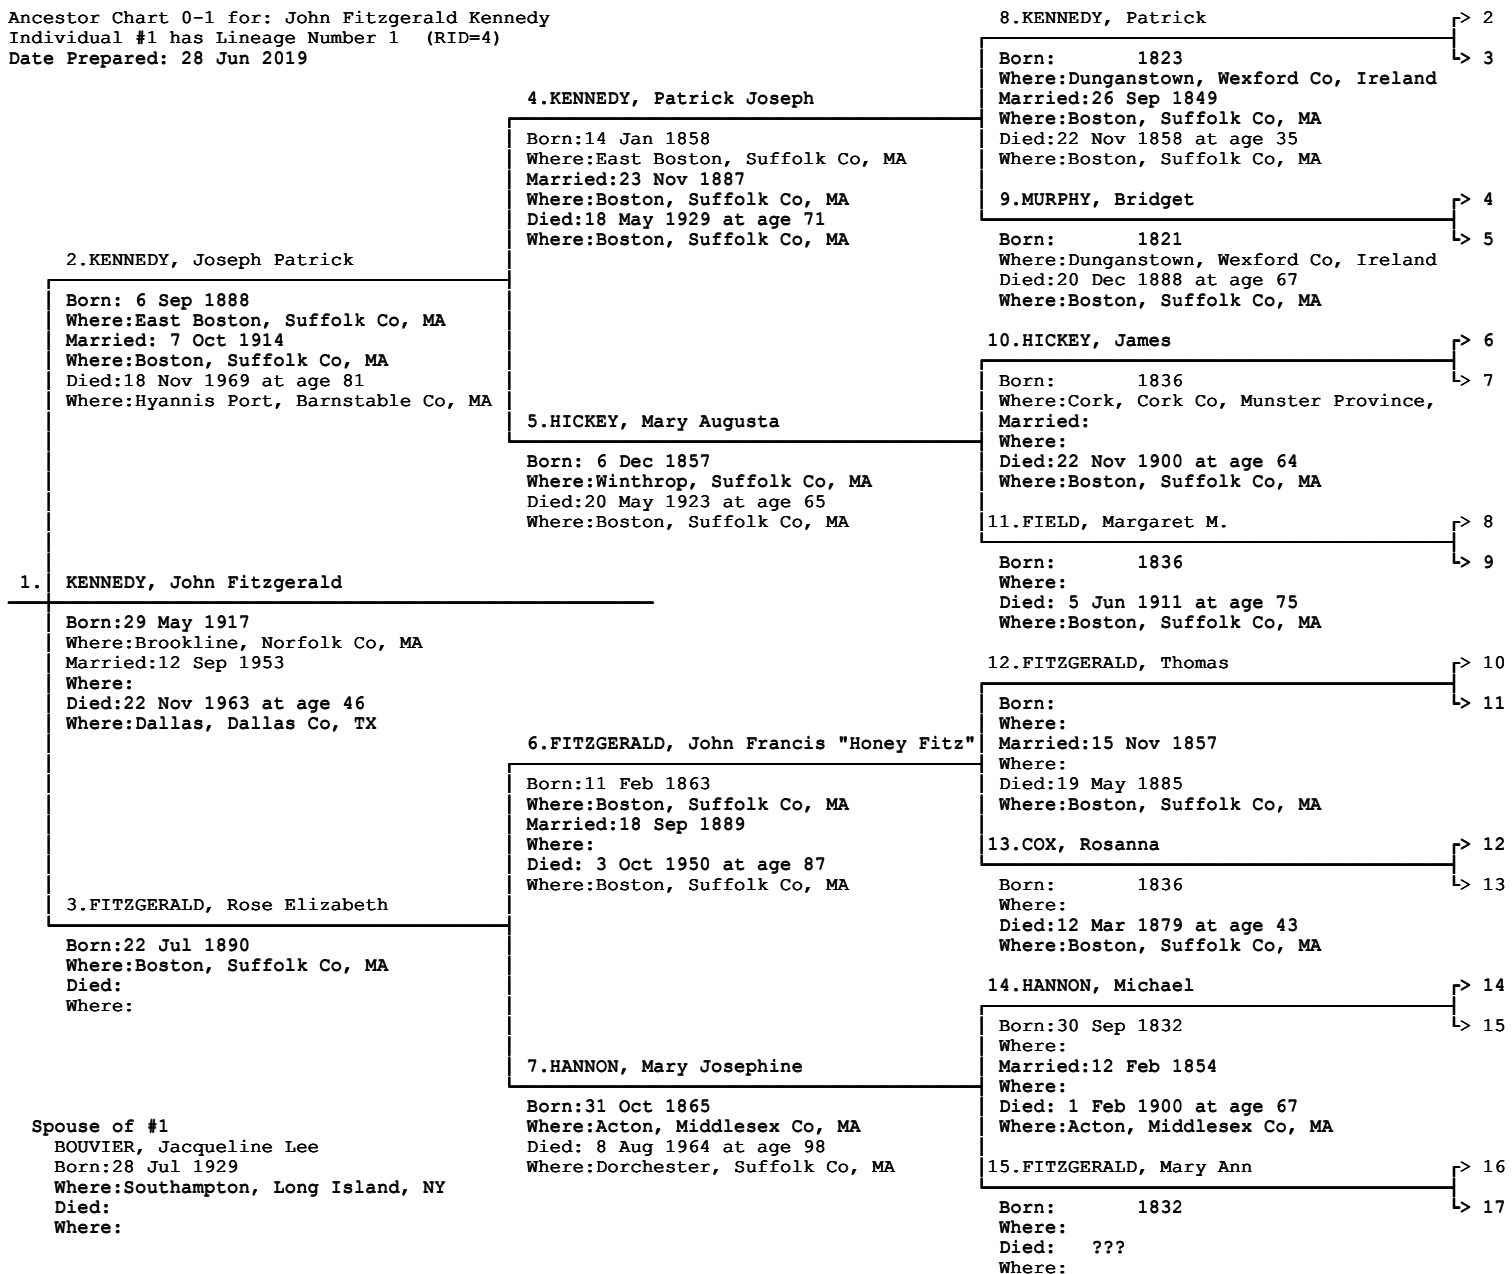 Ancestor Chart 0-1 for: John Fitzgerald Kennedy
Individual #1 has Lineage Number 1 (RID=4)
Date Prepared: 28 Jun 2019
1. KENNEDY, John Fitzgerald
Born:29 May 1917
Where:Brookline, Norfolk Co, MA
Married:12 Sep 1953
Where:
Died:22 Nov 1963 at age 46
Where:Dallas, Dallas Co, TX
2.KENNEDY, Joseph Patrick
Born: 6 Sep 1888
Where:East Boston, Suffolk Co, MA
Married: 7 Oct 1914
Where:Boston, Suffolk Co, MA
Died:18 Nov 1969 at age 81
Where:Hyannis Port, Barnstable Co, MA
3.FITZGERALD, Rose Elizabeth
Born:22 Jul 1890
Where:Boston, Suffolk Co, MA
Died:
Where:
Spouse of #1
BOUVIER, Jacqueline Lee
Born:28 Jul 1929
Where:Southampton, Long Island, NY
Died:
Where:
4.KENNEDY, Patrick Joseph
Born:14 Jan 1858
Where:East Boston, Suffolk Co, MA
Married:23 Nov 1887
Where:Boston, Suffolk Co, MA
Died:18 May 1929 at age 71
Where:Boston, Suffolk Co, MA
5.HICKEY, Mary Augusta
Born: 6 Dec 1857
Where:Winthrop, Suffolk Co, MA
Died:20 May 1923 at age 65
Where:Boston, Suffolk Co, MA
6.FITZGERALD, John Francis "Honey Fitz"
Born:11 Feb 1863
Where:Boston, Suffolk Co, MA
Married:18 Sep 1889
Where:
Died: 3 Oct 1950 at age 87
Where:Boston, Suffolk Co, MA
7.HANNON, Mary Josephine
Born:31 Oct 1865
Where:Acton, Middlesex Co, MA
Died: 8 Aug 1964 at age 98
Where:Dorchester, Suffolk Co, MA
8.KENNEDY, Patrick > 2
Born: 1823 > 3
Where:Dunganstown, Wexford Co, Ireland
Married:26 Sep 1849
Where:Boston, Suffolk Co, MA
Died:22 Nov 1858 at age 35
Where:Boston, Suffolk Co, MA
9.MURPHY, Bridget > 4
Born: 1821 > 5
Where:Dunganstown, Wexford Co, Ireland
Died:20 Dec 1888 at age 67
Where:Boston, Suffolk Co, MA
10.HICKEY, James > 6
Born: 1836 > 7
Where:Cork, Cork Co, Munster Province,
Married:
Where:
Died:22 Nov 1900 at age 64
Where:Boston, Suffolk Co, MA
11.FIELD, Margaret M. > 8
Born: 1836 > 9
Where:
Died: 5 Jun 1911 at age 75
Where:Boston, Suffolk Co, MA
12.FITZGERALD, Thomas > 10
Born: > 11
Where:
Married:15 Nov 1857
Where:
Died:19 May 1885
Where:Boston, Suffolk Co, MA
13.COX, Rosanna > 12
Born: 1836 > 13
Where:
Died:12 Mar 1879 at age 43
Where:Boston, Suffolk Co, MA
14.HANNON, Michael > 14
Born:30 Sep 1832 > 15
Where:
Married:12 Feb 1854
Where:
Died: 1 Feb 1900 at age 67
Where:Acton, Middlesex Co, MA
15.FITZGERALD, Mary Ann > 16
Born: 1832 > 17
Where:
Died: ???
Where: